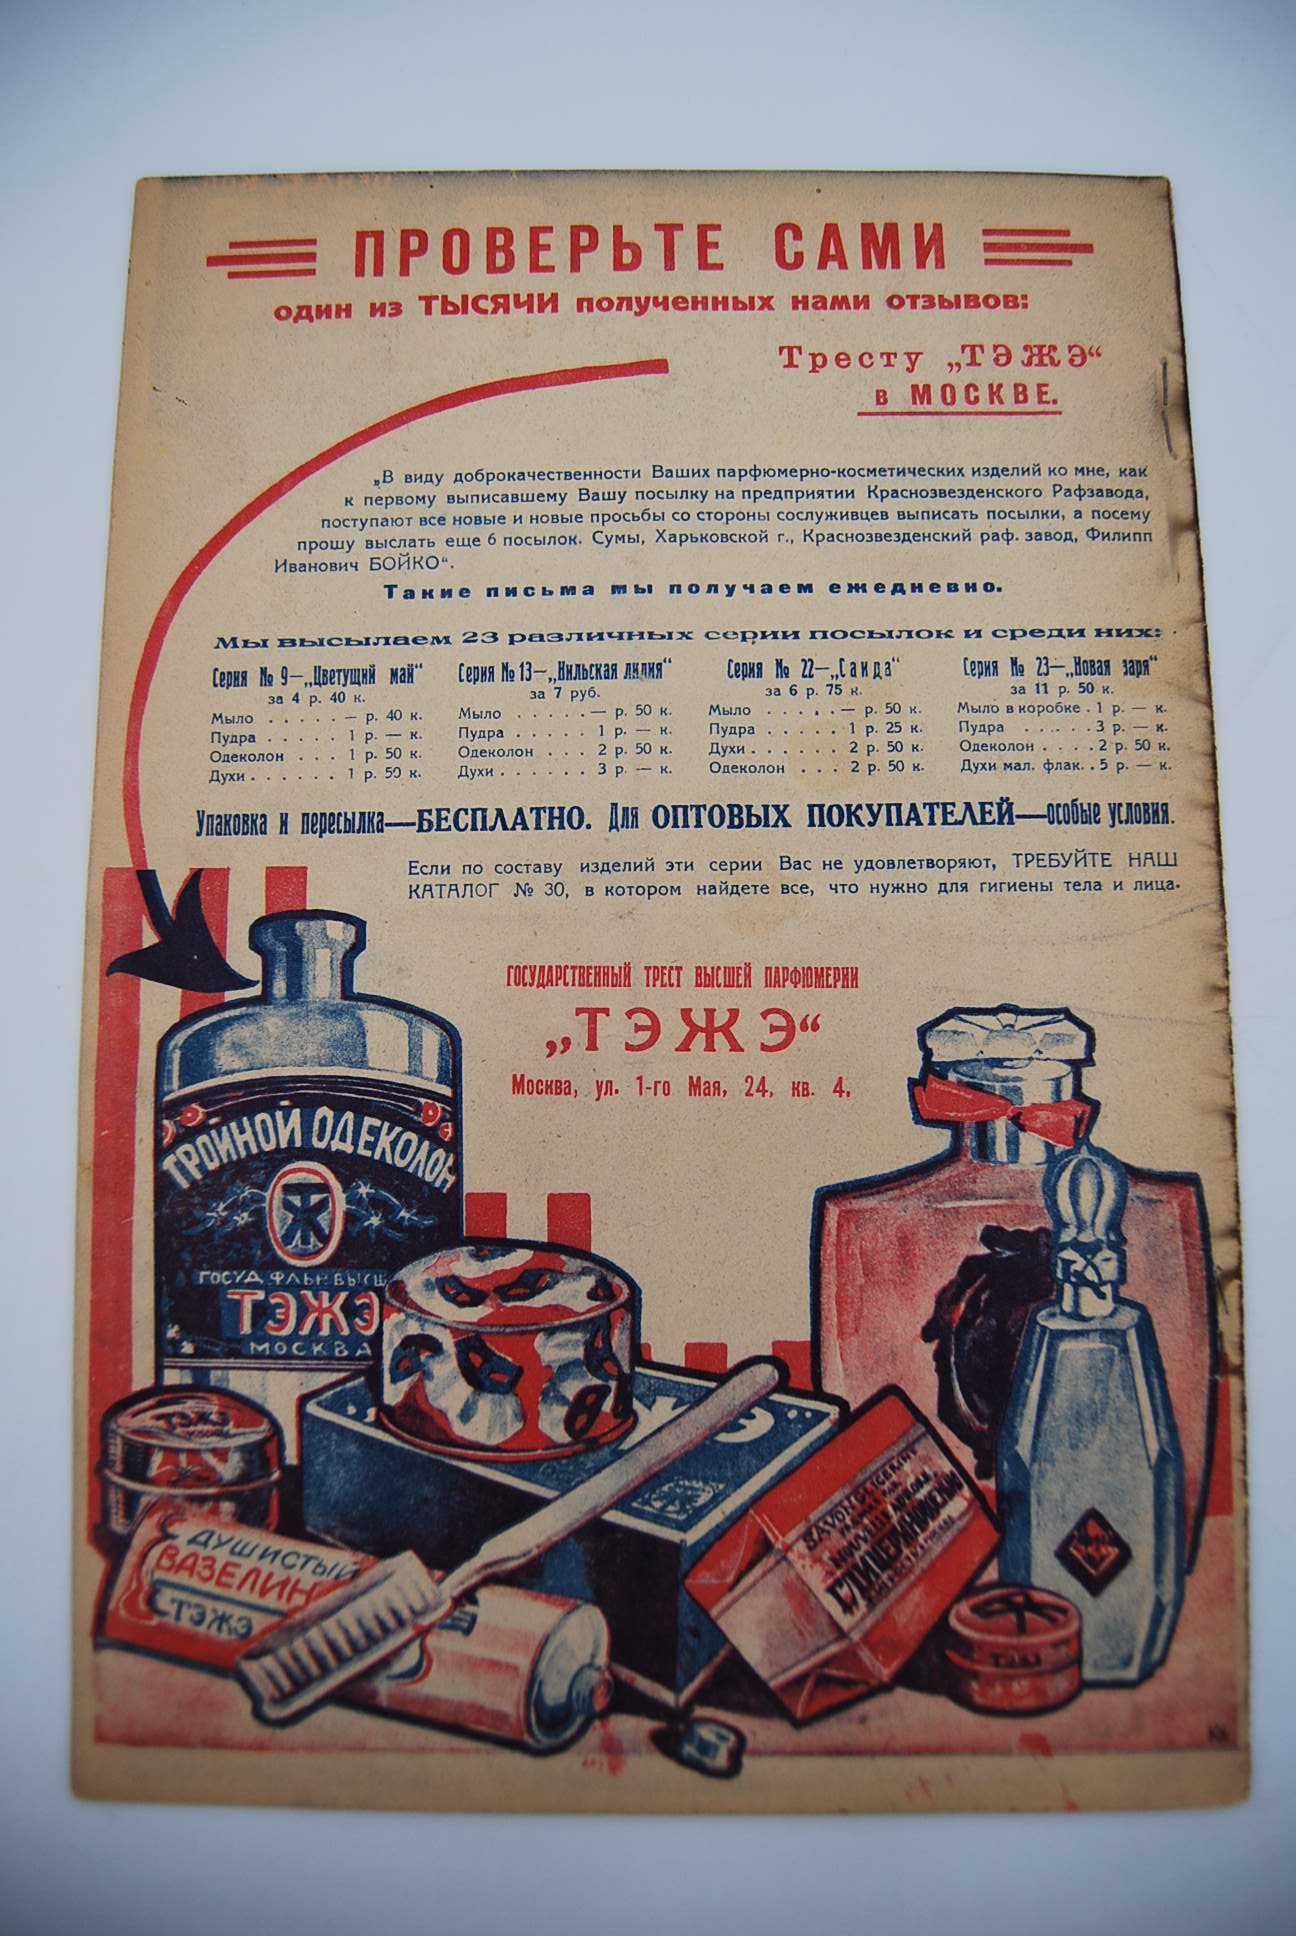 ПРОВЕРЬТЕ САМИ
один из ТЫСЯЧИ полученных нами отзывов:
Тресту „ТЭЖЭ“
в МОСКВЕ.
„В виду доброкачественности Ваших парфюмерно-косметических изделий ко мне, как
к первому выписавшему Вашу посылку на предприятии Краснозвезденского Рафзавода,
поступают все новые и новые просьбы со стороны сослуживцев выписать посылки, а посему
прошу выслать еще 6 посылок. Сумы, Харьковской г., Краснозвезденский раф. завод, Филипп
Иванович БОЙКО“.
Такие письма мы получаем ежедневно.
Мы высылаем 23 различных серии посылок и среди них:
Серия № 9—„Цветущий май“
за 4 р. 40 к.
Мыло . . . . . — р. 40 к.
Пудра . . . . . 1 р. — к.
Одеколон . . . 1 р. 50 к.
Духи . . . . . . 1 р. 50 к.
Серия № 13—„Нильская лилия“
за 7 руб.
Мыло . . . . . — р. 50 к.
Пудра . . . . . 1 р. — к.
Одеколон . . . 2 р. 50 к.
Духи . . . . . . 3 р. — к.
Серия № 22—„Саида“
за 6 р. 75 к.
Мыло . . . . . — р. 50 к.
Пудра . . . . . . 1 р. 25 к.
Духи . . . . . . 2 р. 50 к.
Одеколон . . . 2 р. 50 к.
Серия № 23—„Новая заря“
за 11 р. 50 к.
Мыло в коробке . 1 р. — к.
Пудра . . . . . . 3 р. — к.
Одеколон . . . . 2 р. 50 к.
Духи мал. флак. . 5 р. — к.
Упаковка и пересылка—БЕСПЛАТНО. Для ОПТОВЫХ ПОКУПАТЕЛЕЙ—особые условия.
Если по составу изделий эти серии Вас не удовлетворяют, ТРЕБУЙТЕ НАШ
КАТАЛОГ № 30, в котором найдете все, что нужно для гигиены тела и лица.
ГОСУДАРСТВЕННЫЙ ТРЕСТ ВЫСШЕЙ ПАРФЮМЕРИИ
„ТЭЖЭ“
Москва, ул. 1-го Мая, 24, кв. 4.
ТРОЙНОЙ ОДЕКОЛОН
ТЖ
ГОСУД. ВЫСШ
ТЭЖЭ
МОСКВА
ТЭЖЭ
ЖЭ
ДУШИСТЫЙ
ВАЗЕЛИН
ТЭЖЭ
SAVON GLICERIN
ГЛИЦЕРИНОВОЕ